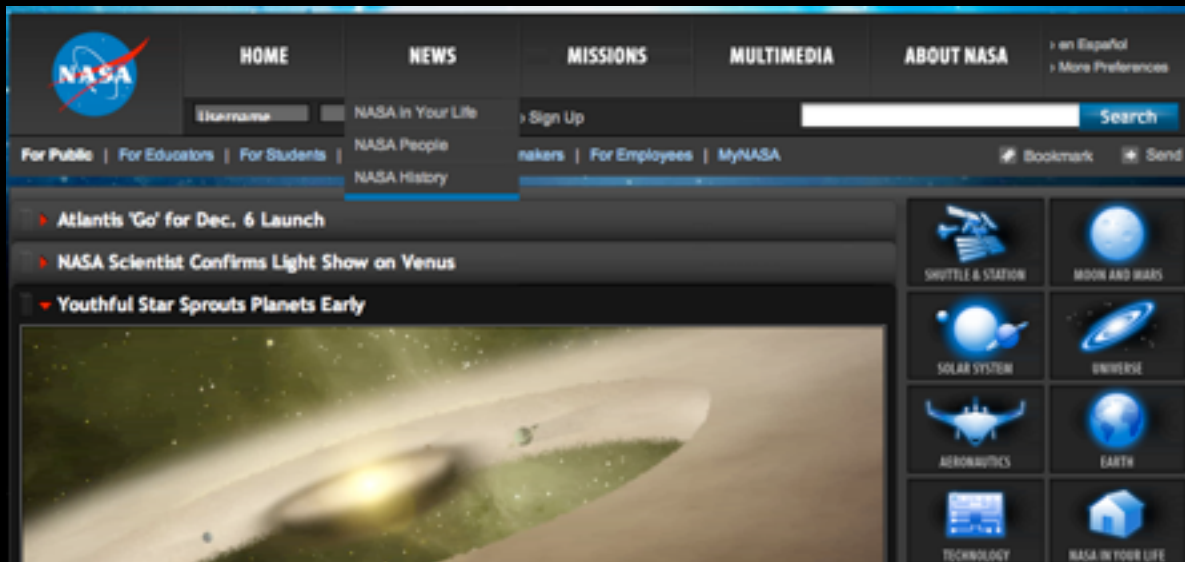 NASA
HOME NEWS MISSIONS MULTIMEDIA ABOUT NASA
› en Español
› More Preferences
Username
NASA in Your Life
› Sign Up
Search
NASA People
For Public | For Educators | For Students | nakers | For Employees | MyNASA
Bookmark Send
NASA History
Atlantis 'Go' for Dec. 6 Launch
NASA Scientist Confirms Light Show on Venus
Youthful Star Sprouts Planets Early
SHUTTLE & STATION
MOON AND MARS
SOLAR SYSTEM
UNIVERSE
AERONAUTICS
EARTH
TECHNOLOGY
NASA IN YOUR LIFE